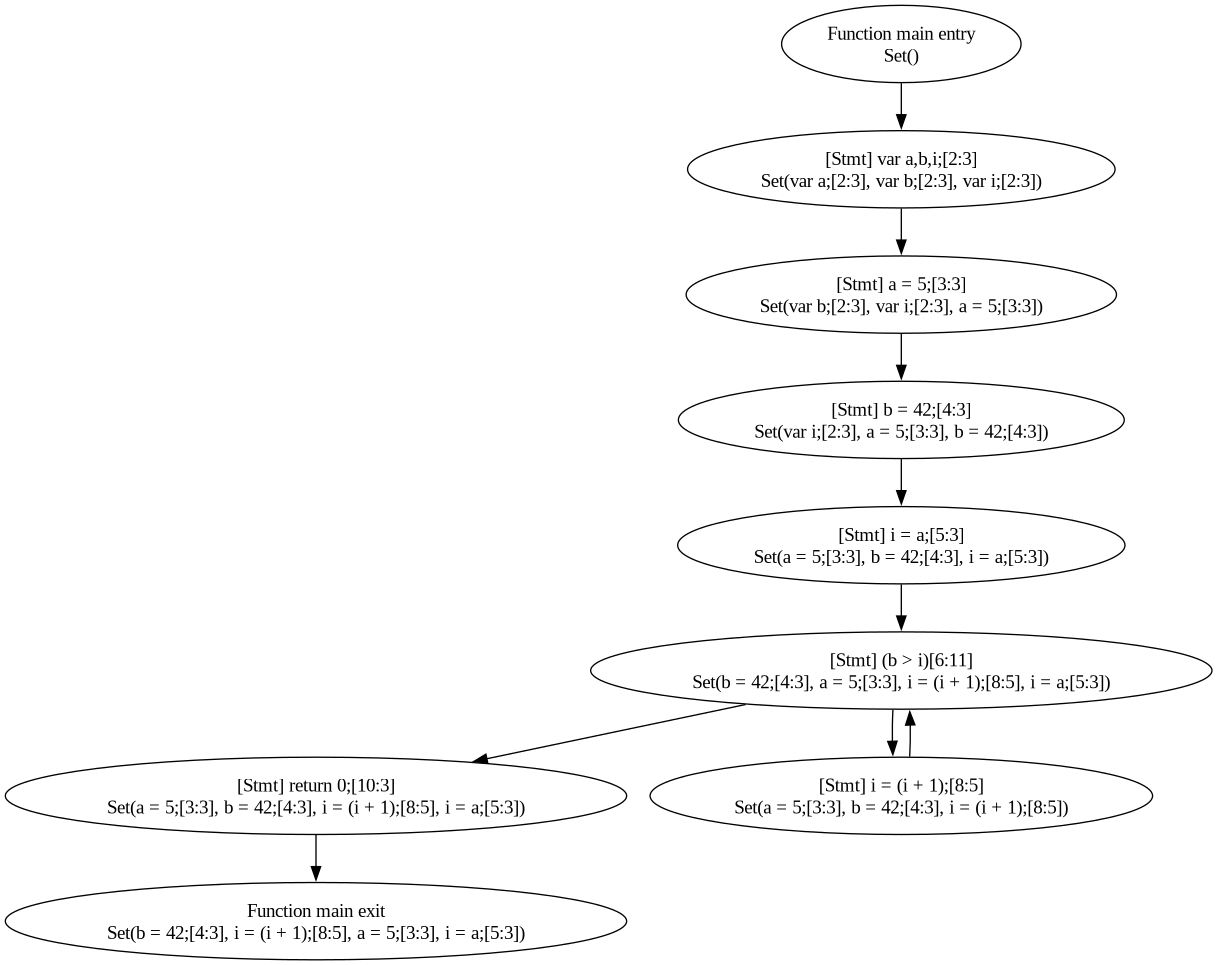 Function main entry
Set()
[Stmt] var a,b,i;[2:3]
Set(var a;[2:3], var b;[2:3], var i;[2:3])
[Stmt] a = 5;[3:3]
Set(var b;[2:3], var i;[2:3], a = 5;[3:3])
[Stmt] b = 42;[4:3]
Set(var i;[2:3], a = 5;[3:3], b = 42;[4:3])
[Stmt] i = a;[5:3]
Set(a = 5;[3:3], b = 42;[4:3], i = a;[5:3])
[Stmt] (b > i)[6:11]
Set(b = 42;[4:3], a = 5;[3:3], i = (i + 1);[8:5], i = a;[5:3])
[Stmt] return 0;[10:3]
Set(a = 5;[3:3], b = 42;[4:3], i = (i + 1);[8:5], i = a;[5:3])
[Stmt] i = (i + 1);[8:5]
Set(a = 5;[3:3], b = 42;[4:3], i = (i + 1);[8:5])
Function main exit
Set(b = 42;[4:3], i = (i + 1);[8:5], a = 5;[3:3], i = a;[5:3])